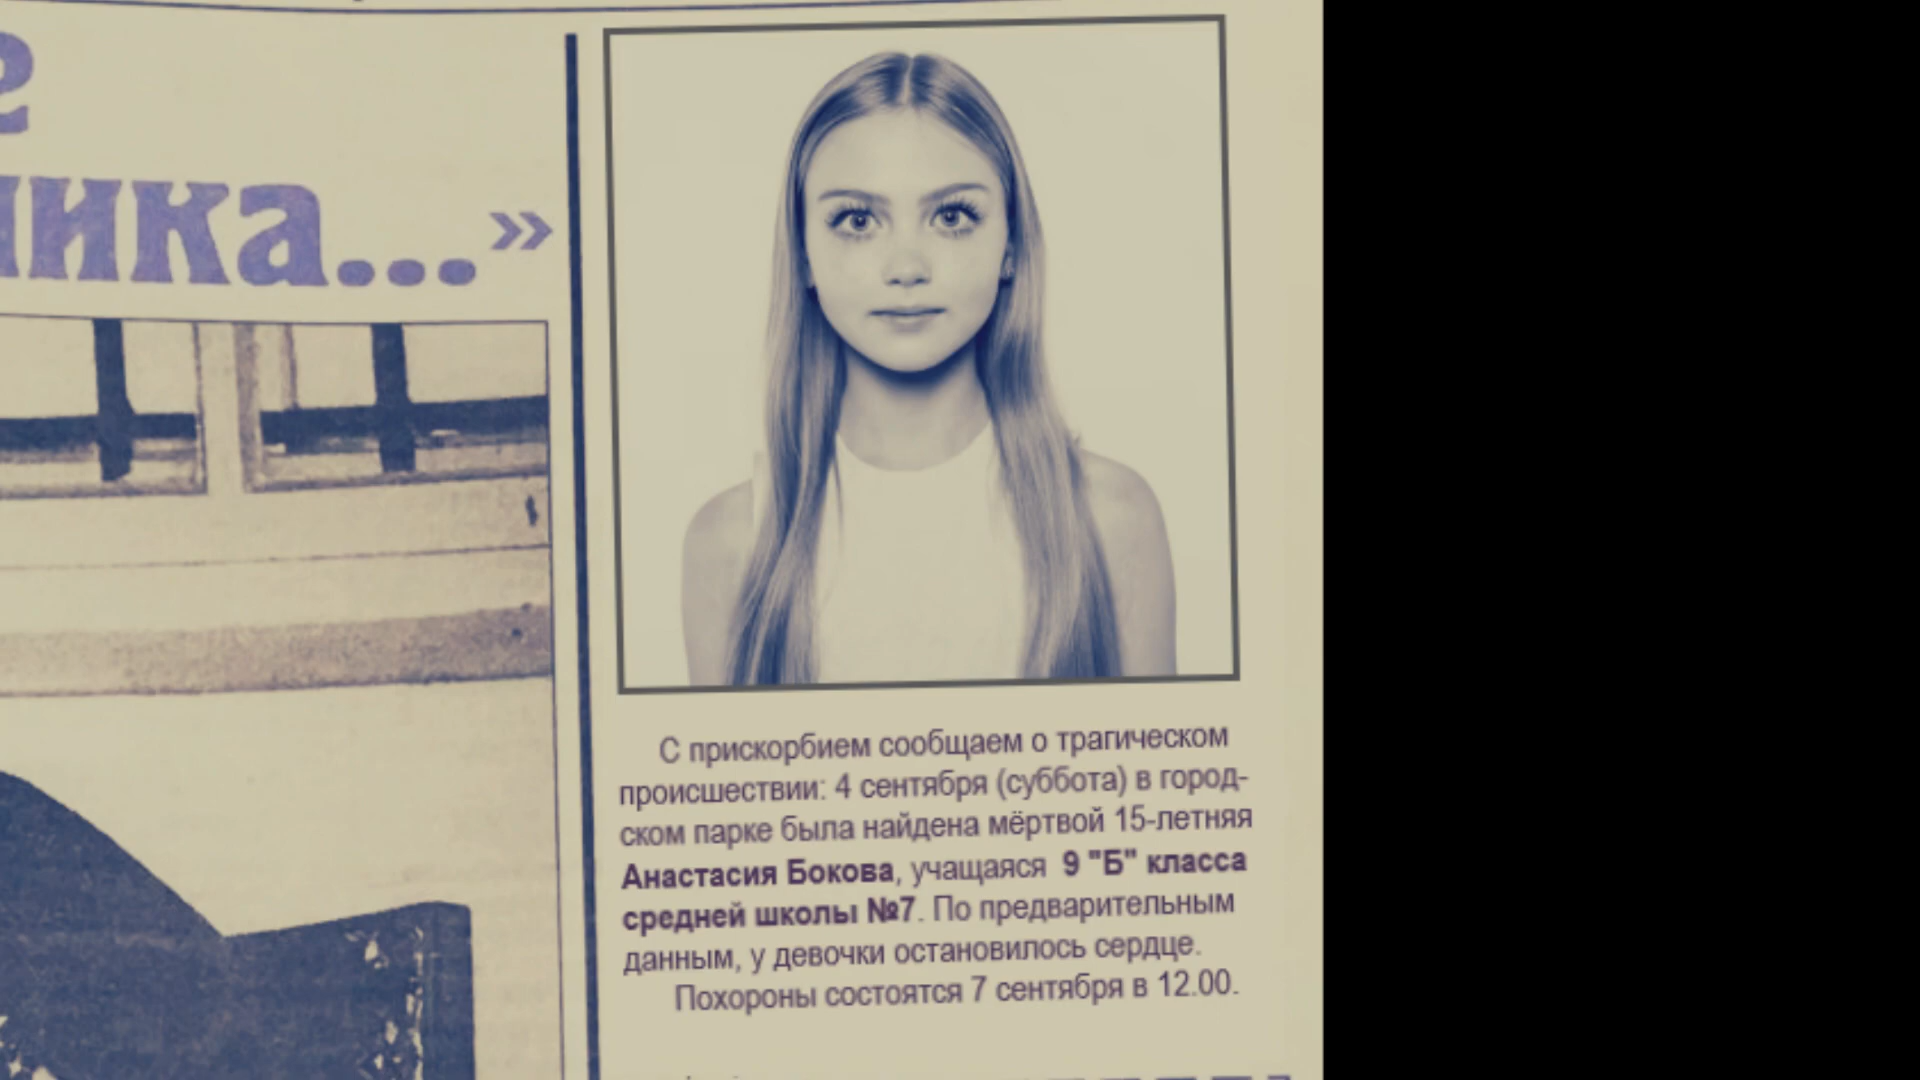 ика...»
С прискорбием сообщаем о трагическом
происшествии: 4 сентября (суббота) в город-
ском парке была найдена мёртвой 15-летняя
Анастасия Бокова, учащаяся 9 "Б" класса
средней школы №7. По предварительным
данным, у девочки остановилось сердце.
Похороны состоятся 7 сентября в 12.00.